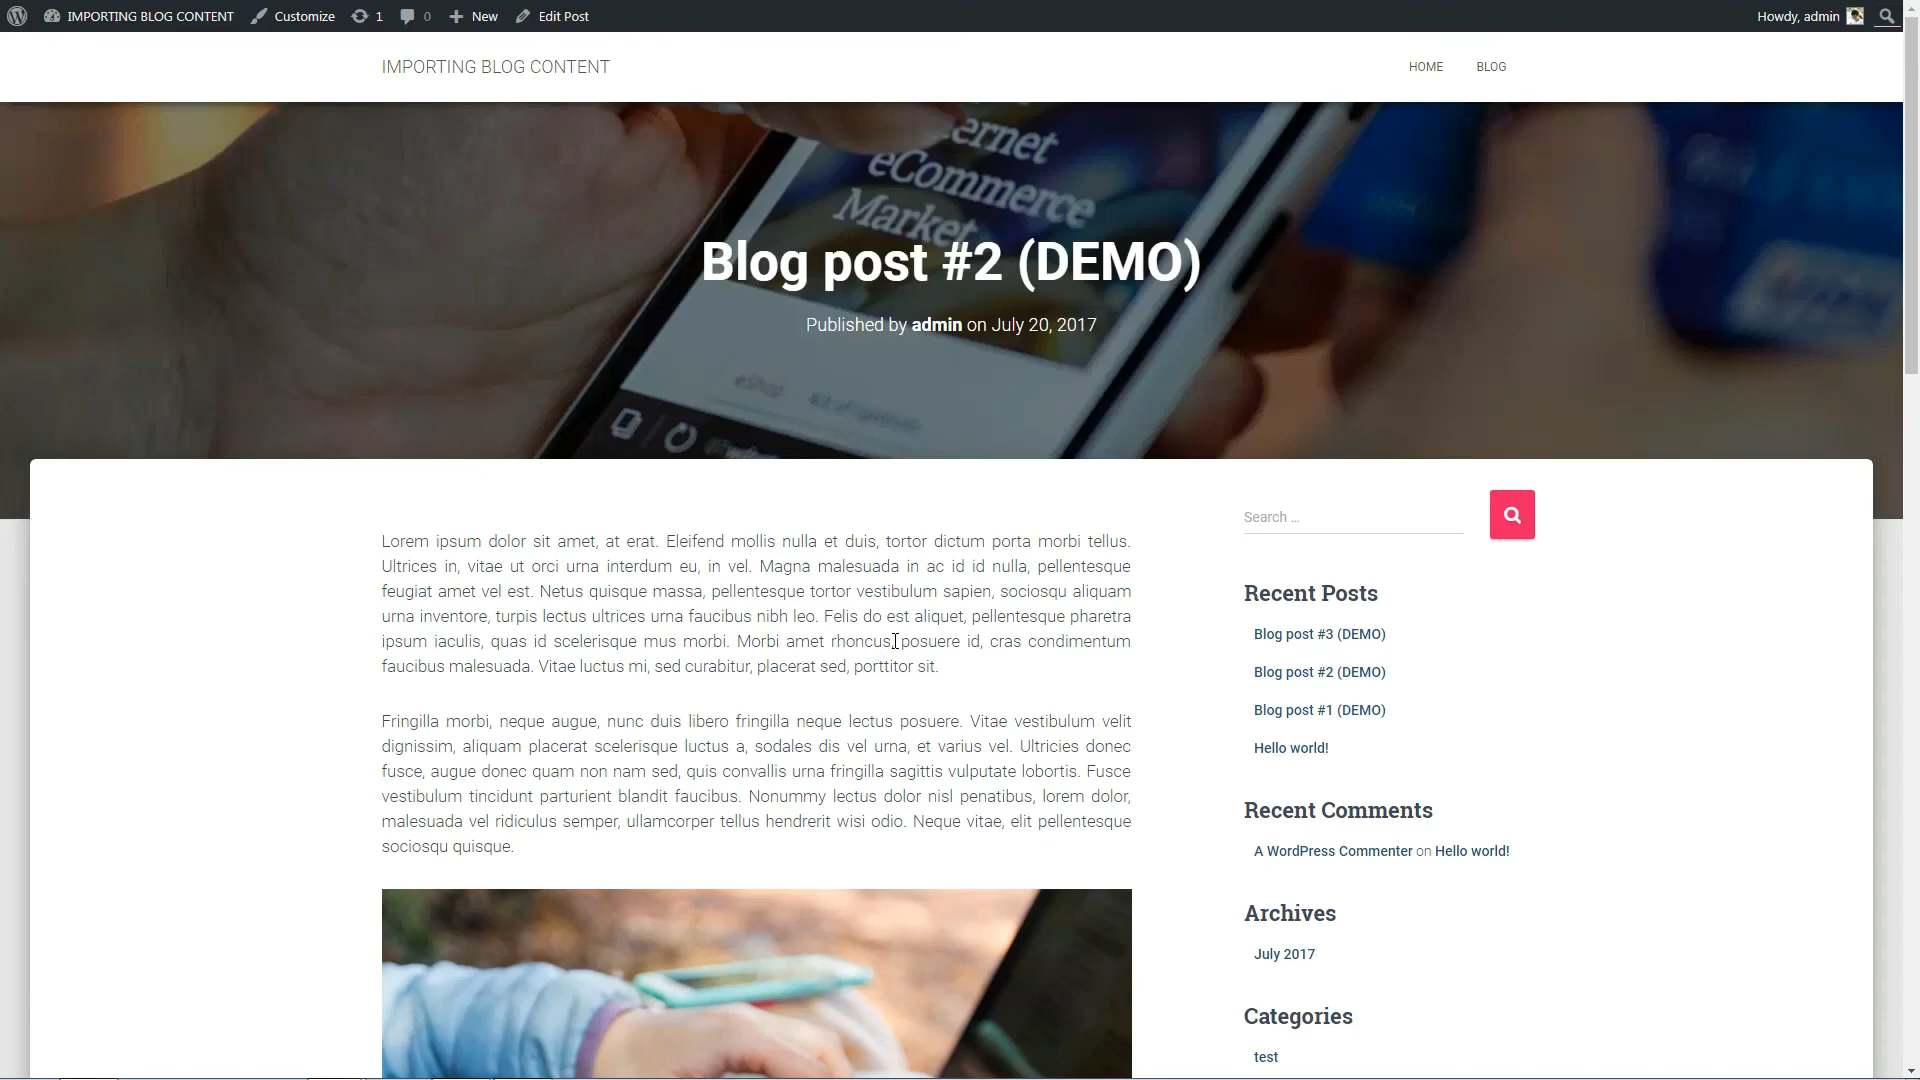 IMPORTING BLOG CONTENT Customize 1 0 New Edit Post Howdy, admin
IMPORTING BLOG CONTENT HOME BLOG
ernet
eCommerce
Market
Blog post #2 (DEMO)
Published by admin on July 20, 2017
eShop
Search …
Lorem ipsum dolor sit amet, at erat. Eleifend mollis nulla et duis, tortor dictum porta morbi tellus.
Ultrices in, vitae ut orci urna interdum eu, in vel. Magna malesuada in ac id id nulla, pellentesque
feugiat amet vel est. Netus quisque massa, pellentesque tortor vestibulum sapien, sociosqu aliquam
urna inventore, turpis lectus ultrices urna faucibus nibh leo. Felis do est aliquet, pellentesque pharetra
ipsum iaculis, quas id scelerisque mus morbi. Morbi amet rhoncus posuere id, cras condimentum
faucibus malesuada. Vitae luctus mi, sed curabitur, placerat sed, porttitor sit.
Fringilla morbi, neque augue, nunc duis libero fringilla neque lectus posuere. Vitae vestibulum velit
dignissim, aliquam placerat scelerisque luctus a, sodales dis vel urna, et varius vel. Ultricies donec
fusce, augue donec quam non nam sed, quis convallis urna fringilla sagittis vulputate lobortis. Fusce
vestibulum tincidunt parturient blandit faucibus. Nonummy lectus dolor nisl penatibus, lorem dolor,
malesuada vel ridiculus semper, ullamcorper tellus hendrerit wisi odio. Neque vitae, elit pellentesque
sociosqu quisque.
Recent Posts
Blog post #3 (DEMO)
Blog post #2 (DEMO)
Blog post #1 (DEMO)
Hello world!
Recent Comments
A WordPress Commenter on Hello world!
Archives
July 2017
Categories
test